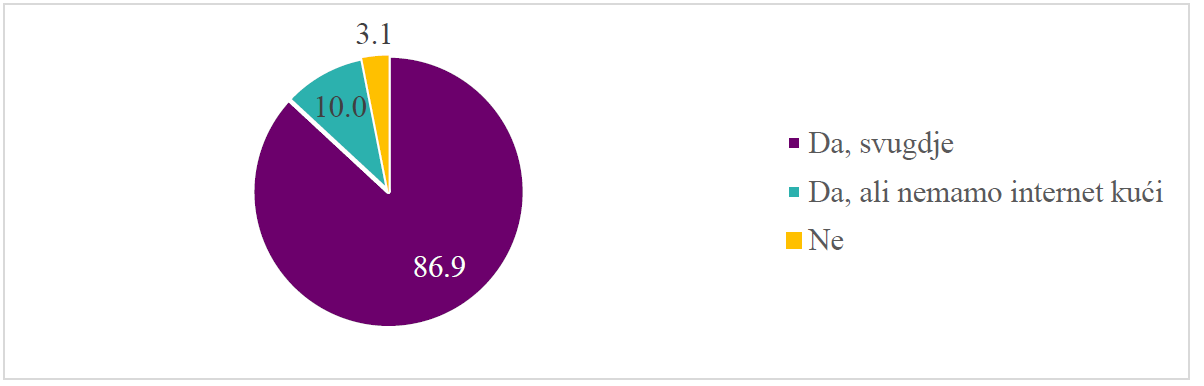 3.1
10.0
86.9
Da, svugdje
Da, ali nemamo internet kući
Ne